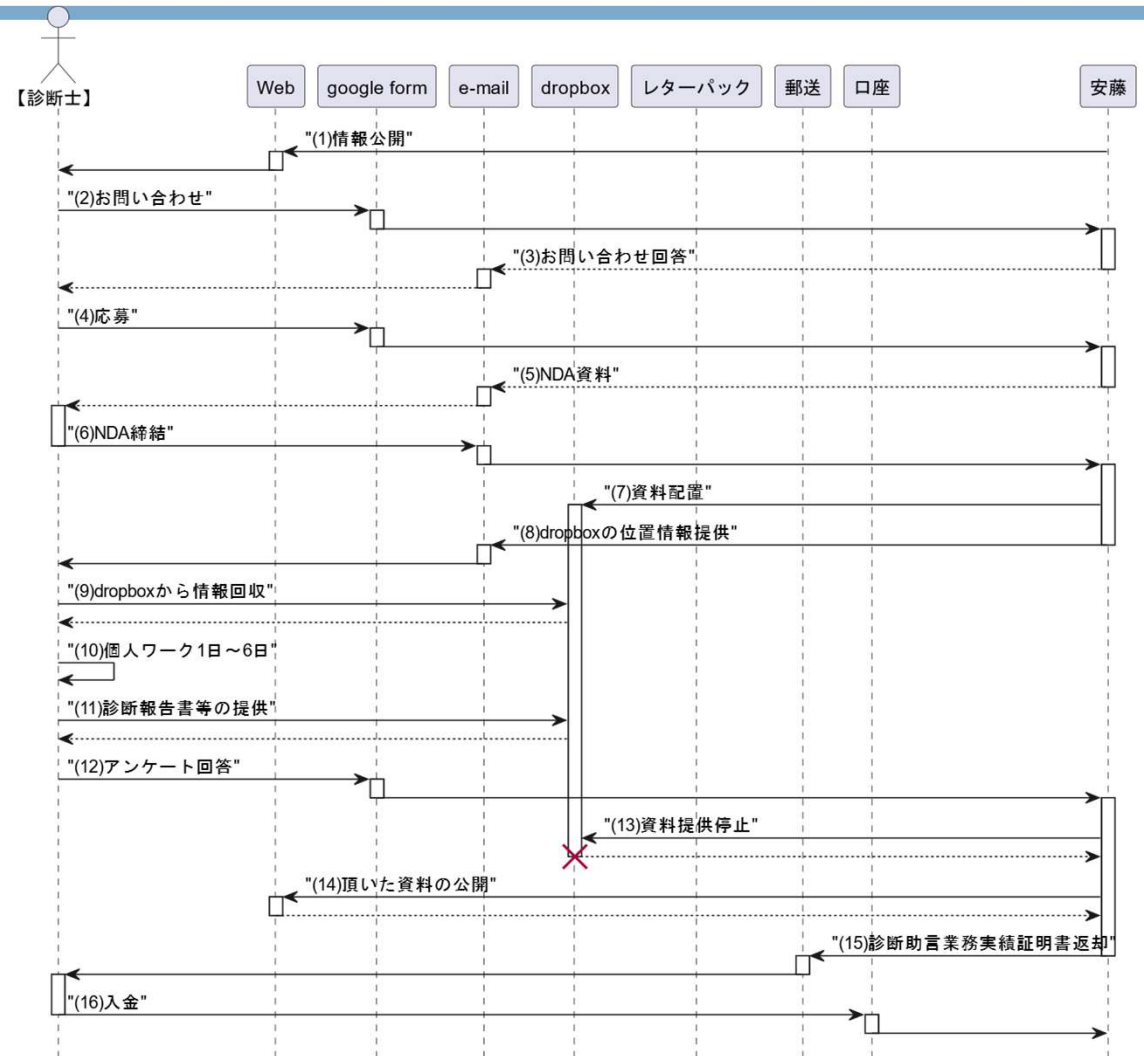 【診断士】
Web
google form
e-mail
dropbox
レターパック
郵送
口座
安藤
"(1)情報公開"
"(2)お問い合わせ"
"(3)お問い合わせ回答"
"(4)応募"
"(5)NDA資料"
"(6)NDA締結"
"(7)資料配置"
"(8)dropboxの位置情報提供"
"(9)dropboxから情報回収"
"(10)個人ワーク1日～6日"
"(11)診断報告書等の提供"
"(12)アンケート回答"
"(13)資料提供停止"
"(14)頂いた資料の公開"
"(15)診断助言業務実績証明書返却"
"(16)入金"